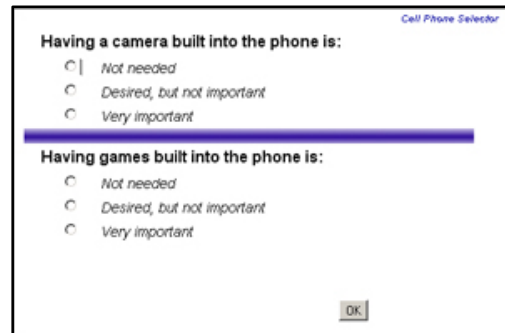 Cell Phone Selector
Having a camera built into the phone is:
Not needed
Desired, but not important
Very important
Having games built into the phone is:
Not needed
Desired, but not important
Very important
OK